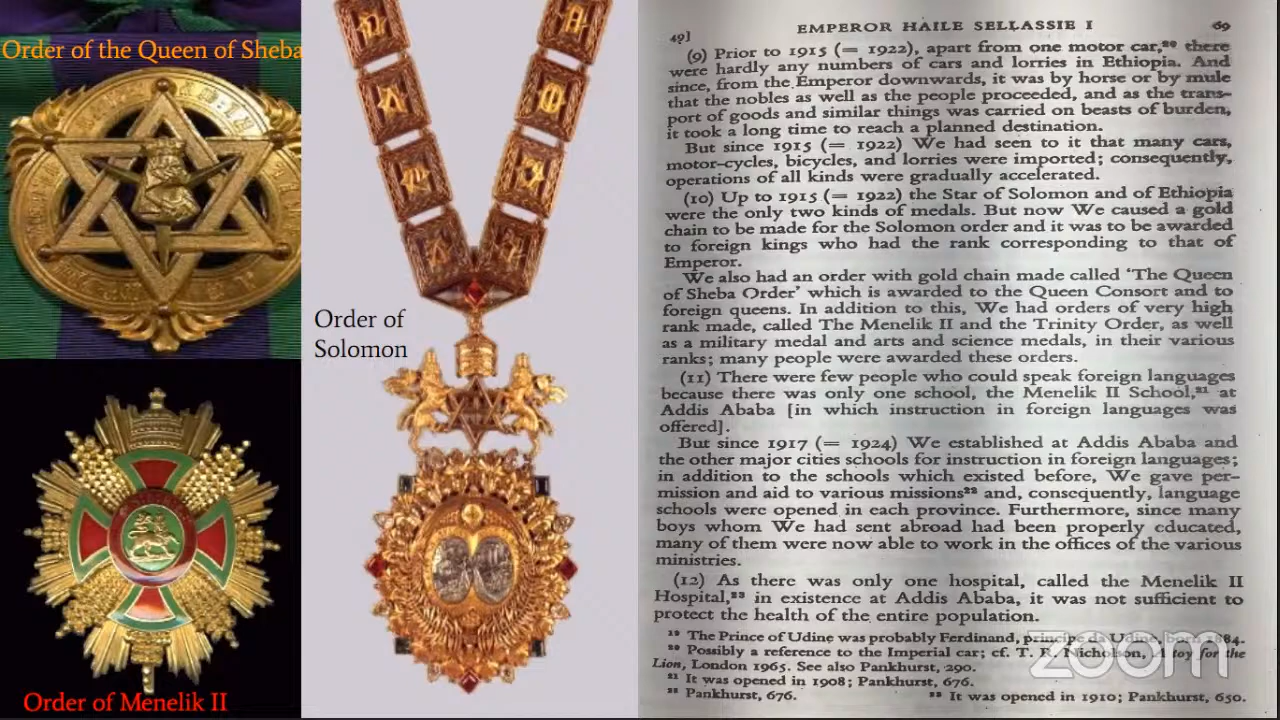 Order of the Queen of Sheba
Order of
Solomon
Order of Menelik II
49]
EMPEROR HAILE SELLASSIE I
69
(9) Prior to 1915 (= 1922), apart from one motor car,²⁰ there
were hardly any numbers of cars and lorries in Ethiopia. And
since, from the Emperor downwards, it was by horse or by mule
that the nobles as well as the people proceeded, and as the trans-
port of goods and similar things was carried on beasts of burden,
it took a long time to reach a planned destination.
But since 1915 (= 1922) We had seen to it that many cars,
motor-cycles, bicycles, and lorries were imported; consequently,
operations of all kinds were gradually accelerated.
(10) Up to 1915 (= 1922) the Star of Solomon and of Ethiopia
were the only two kinds of medals. But now We caused a gold
chain to be made for the Solomon order and it was to be awarded
to foreign kings who had the rank corresponding to that of
Emperor.
We also had an order with gold chain made called ‘The Queen
of Sheba Order’ which is awarded to the Queen Consort and to
foreign queens. In addition to this, We had orders of very high
rank made, called The Menelik II and the Trinity Order, as well
as a military medal and arts and science medals, in their various
ranks; many people were awarded these orders.
(11) There were few people who could speak foreign languages
because there was only one school, the Menelik II School,²¹ at
Addis Ababa [in which instruction in foreign languages was
offered].
But since 1917 (= 1924) We established at Addis Ababa and
the other major cities schools for instruction in foreign languages;
in addition to the schools which existed before, We gave per-
mission and aid to various missions²² and, consequently, language
schools were opened in each province. Furthermore, since many
boys whom We had sent abroad had been properly educated,
many of them were now able to work in the offices of the various
ministries.
(12) As there was only one hospital, called the Menelik II
Hospital,²³ in existence at Addis Ababa, it was not sufficient to
protect the health of the entire population.
¹⁹ The Prince of Udine was probably Ferdinand, principe da Udine, born
²⁰ Possibly a reference to the Imperial car; cf. T. R. Nicholson, A toy for the
Lion, London 1965. See also Pankhurst, 290.
²¹ It was opened in 1908; Pankhurst, 676.
²² Pankhurst, 676. ²³ It was opened in 1910; Pankhurst, 650.
zoom